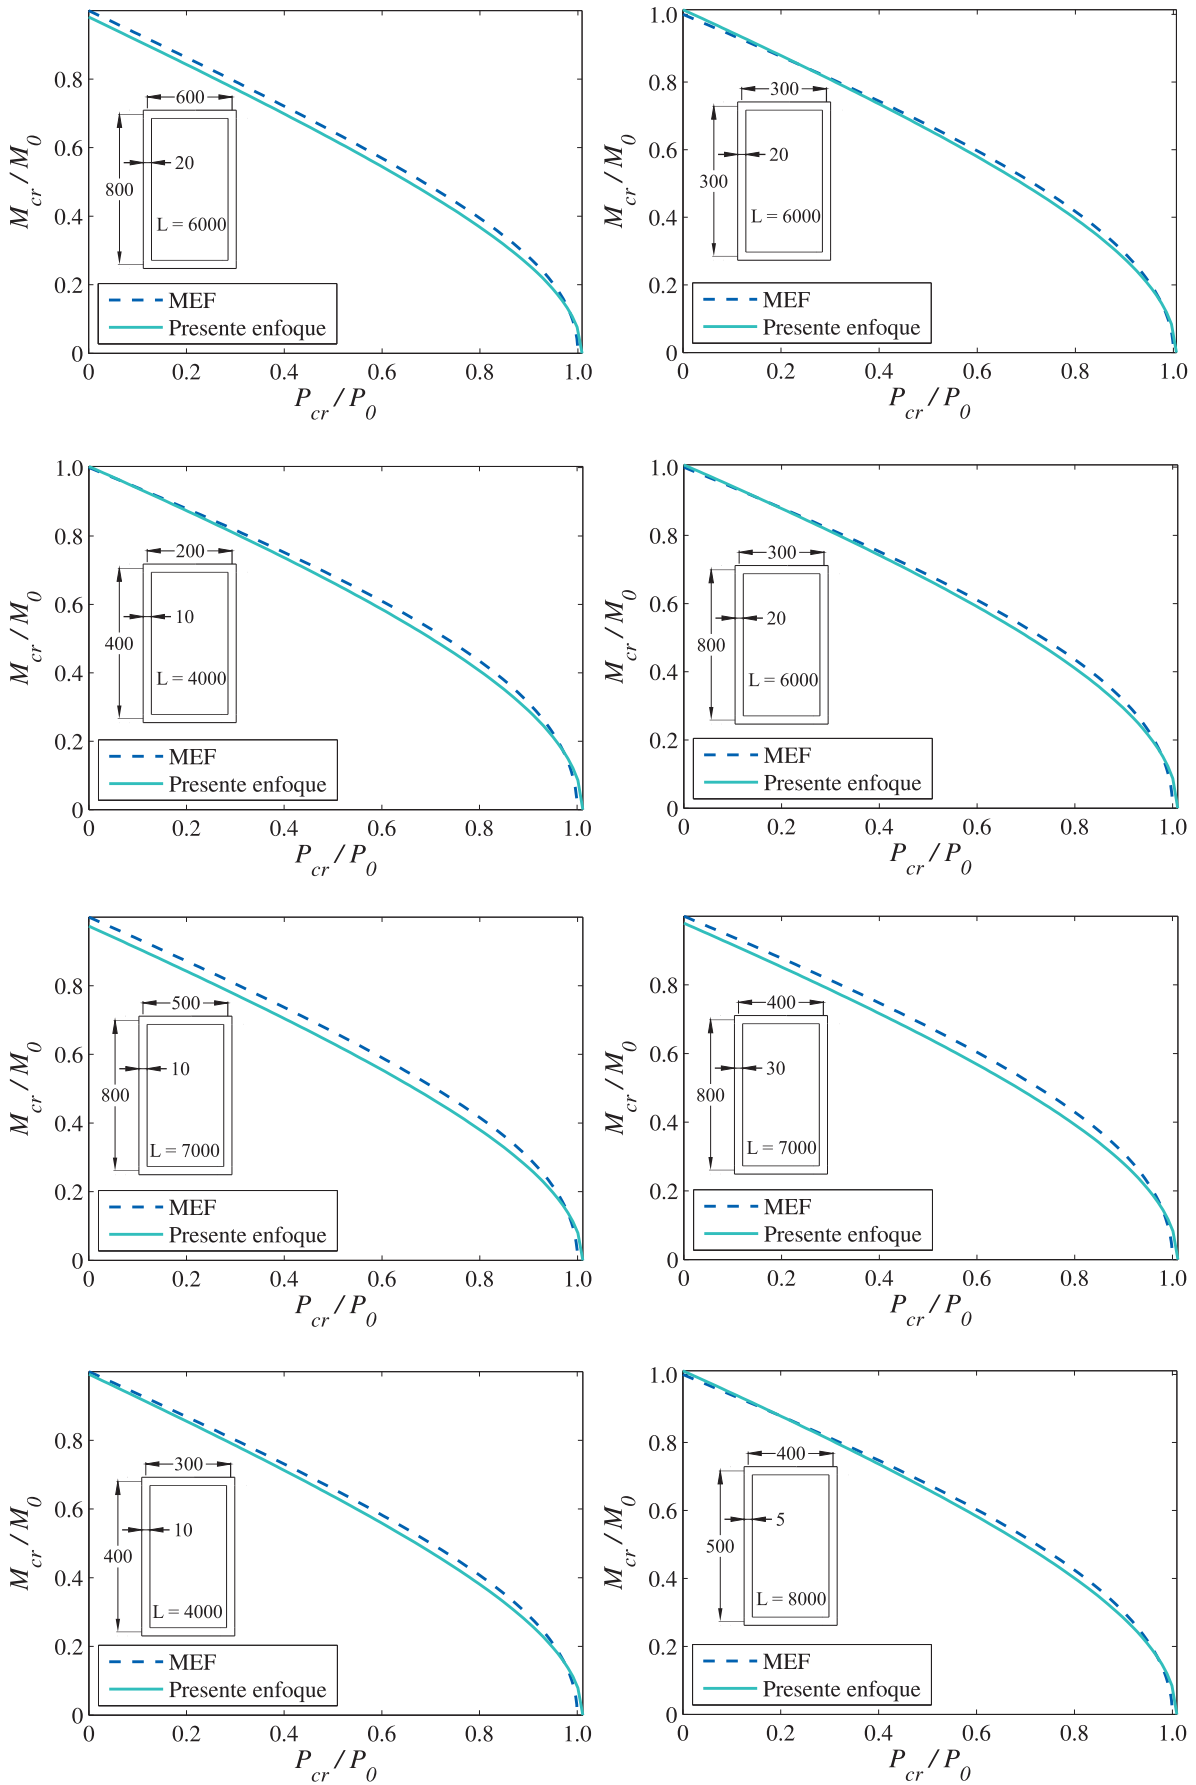 0.8
0.6
0.4
0.2
0
M_cr / M_0
600
800
20
L = 6000
MEF
Presente enfoque
0 0.2 0.4 0.6 0.8 1.0
P_cr / P_0
1.0
0.8
0.6
0.4
0.2
0
M_cr / M_0
300
300
20
L = 6000
MEF
Presente enfoque
0 0.2 0.4 0.6 0.8 1.0
P_cr / P_0
1.0
0.8
0.6
0.4
0.2
0
M_cr / M_0
200
400
10
L = 4000
MEF
Presente enfoque
0 0.2 0.4 0.6 0.8 1.0
P_cr / P_0
1.0
0.8
0.6
0.4
0.2
0
M_cr / M_0
300
800
20
L = 6000
MEF
Presente enfoque
0 0.2 0.4 0.6 0.8 1.0
P_cr / P_0
0.8
0.6
0.4
0.2
0
M_cr / M_0
500
800
10
L = 7000
MEF
Presente enfoque
0 0.2 0.4 0.6 0.8 1.0
P_cr / P_0
0.8
0.6
0.4
0.2
0
M_cr / M_0
400
800
30
L = 7000
MEF
Presente enfoque
0 0.2 0.4 0.6 0.8 1.0
P_cr / P_0
0.8
0.6
0.4
0.2
0
M_cr / M_0
300
400
10
L = 4000
MEF
Presente enfoque
0 0.2 0.4 0.6 0.8 1.0
P_cr / P_0
1.0
0.8
0.6
0.4
0.2
0
M_cr / M_0
400
500
5
L = 8000
MEF
Presente enfoque
0 0.2 0.4 0.6 0.8 1.0
P_cr / P_0